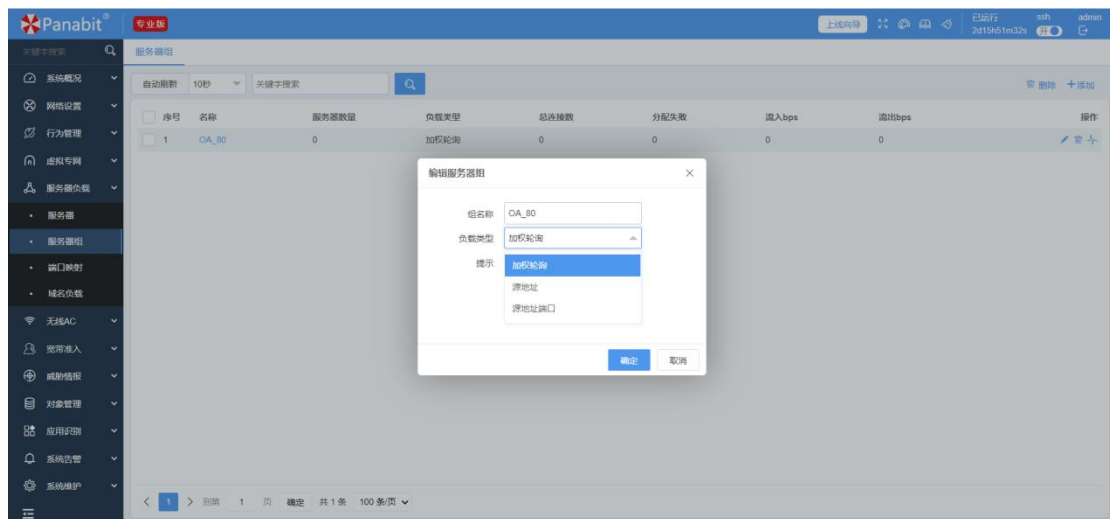 Panabit®
专业版
上线向导
已运行
2d15h51m32s
ssh
开
admin
关键字搜索
服务器组
系统概况
网络设置
行为管理
虚拟专网
服务器负载
服务器
服务器组
端口映射
域名负载
无线AC
宽带准入
威胁情报
对象管理
应用识别
系统告警
系统维护
自动刷新 10秒 关键字搜索 删除 添加
序号 名称 服务器数量 负载类型 总连接数 分配失败 流入bps 流出bps 操作
1 OA_80 0 加权轮询 0 0 0 0
编辑服务器组
组名称 OA_80
负载类型 加权轮询
提示
加权轮询
源地址
源地址端口
确定 取消
1 到第 1 页 确定 共 1 条 100 条/页